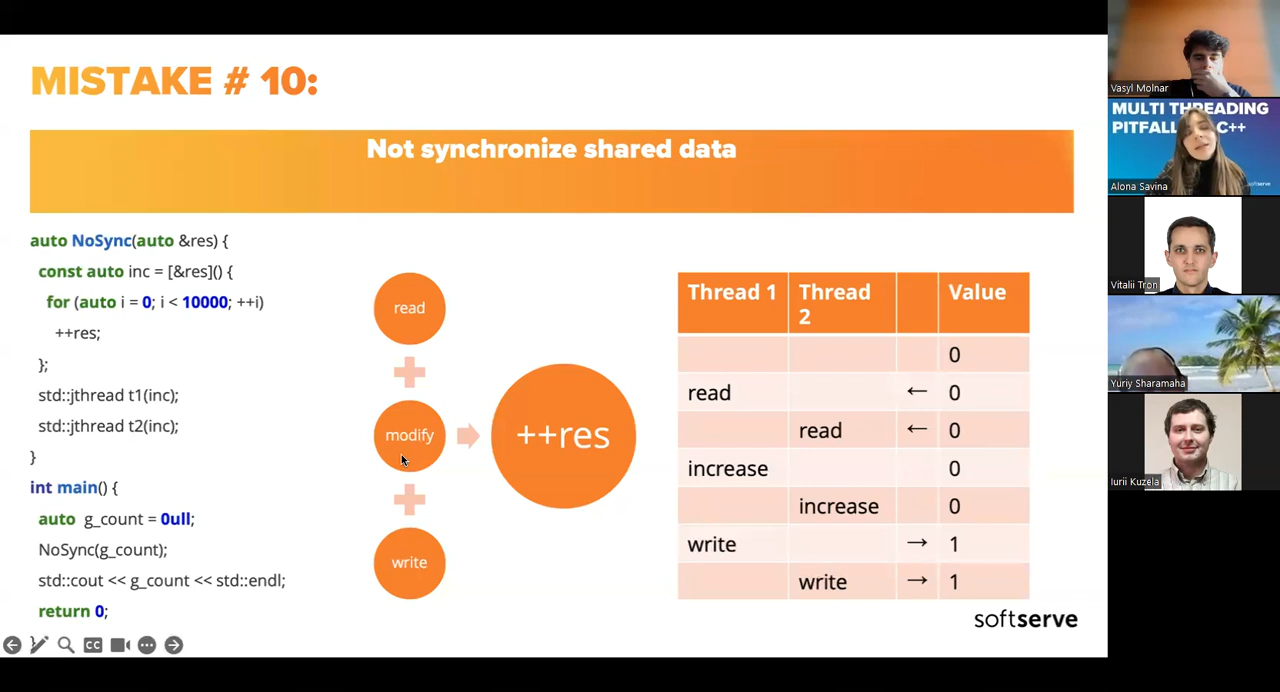 MISTAKE # 10:
Not synchronize shared data
auto NoSync(auto &res) {
const auto inc = [&res]() {
for (auto i = 0; i < 10000; ++i)
++res;
};
std::jthread t1(inc);
std::jthread t2(inc);
}
int main() {
auto g_count = 0ull;
NoSync(g_count);
std::cout << g_count << std::endl;
return 0;
read
modify
write
++res
Thread 1 Thread 2 Value
0
read ← 0
read ← 0
increase 0
increase 0
write → 1
write → 1
softserve
CC
Vasyl Molnar
MULTI THREADING
C++
softserve
Alona Savina
Vitalii Tron
Yuriy Sharamaha
Iurii Kuzela